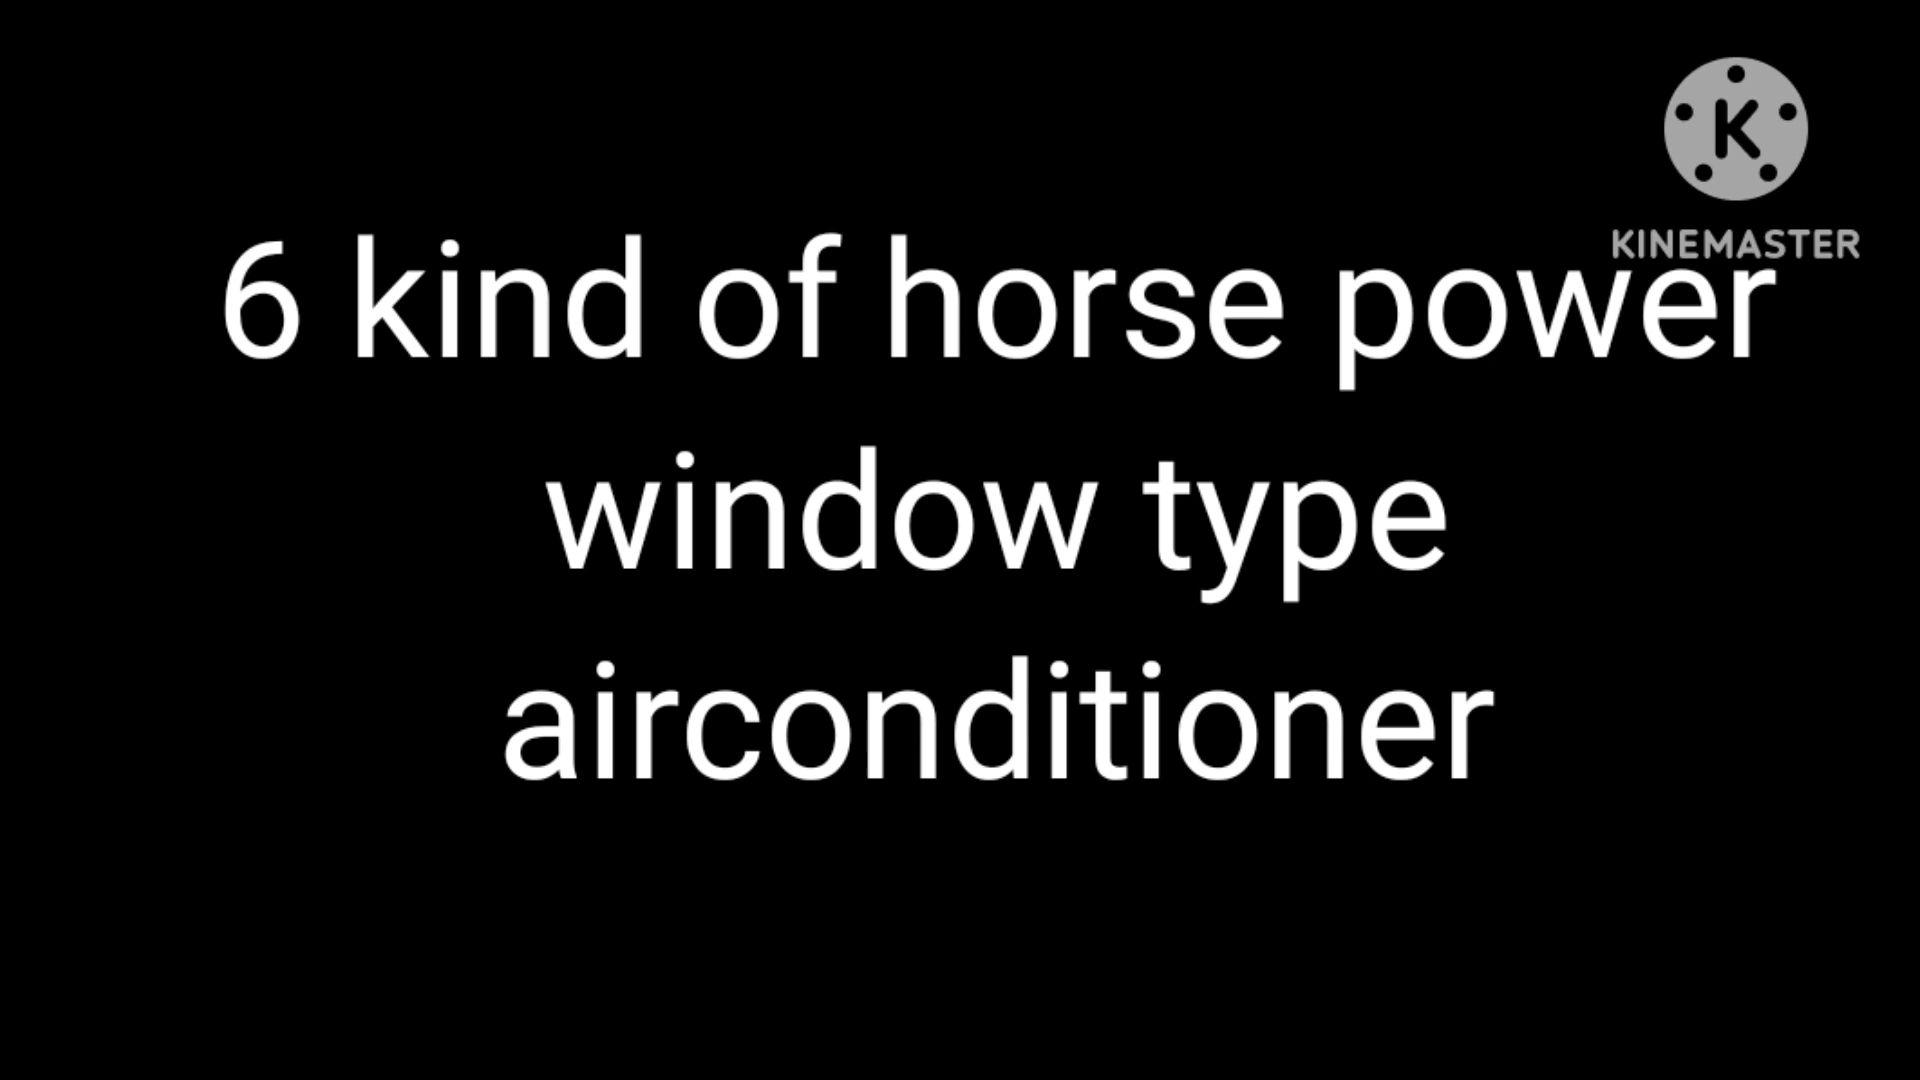 K
KINEMASTER
6 kind of horse power
window type
airconditioner